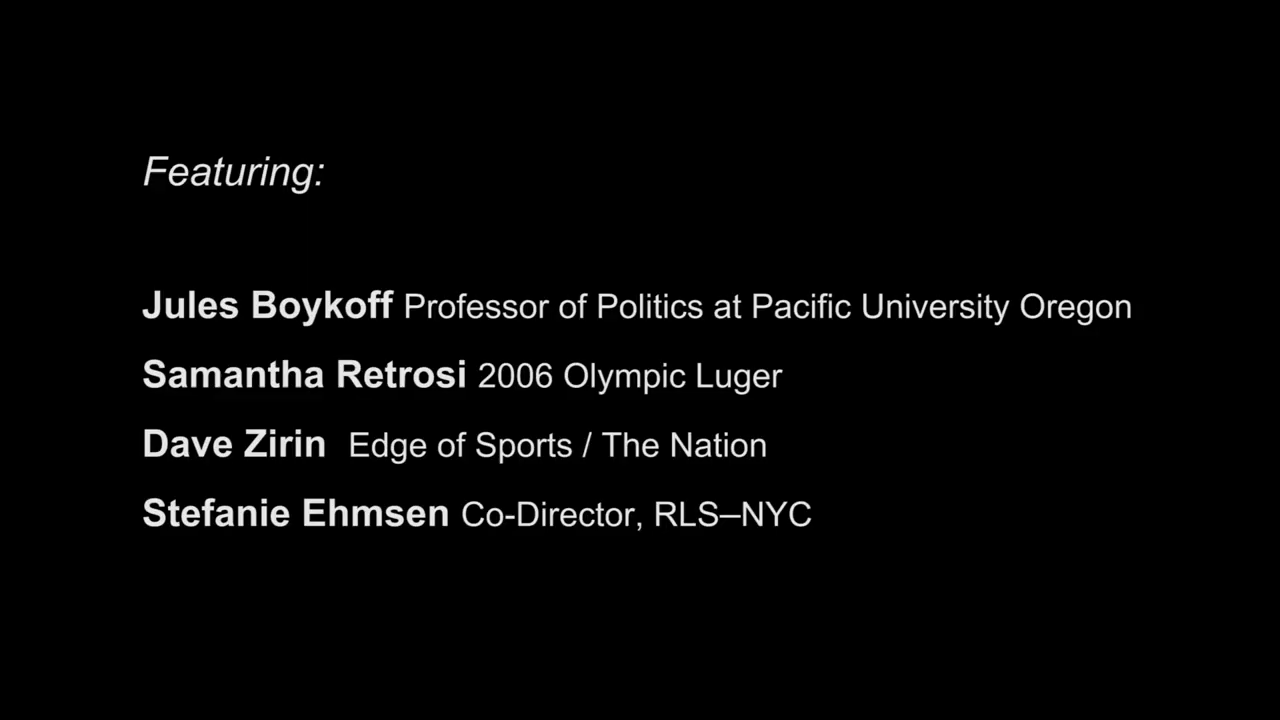 Featuring:
Jules Boykoff Professor of Politics at Pacific University Oregon
Samantha Retrosi 2006 Olympic Luger
Dave Zirin Edge of Sports / The Nation
Stefanie Ehmsen Co-Director, RLS–NYC